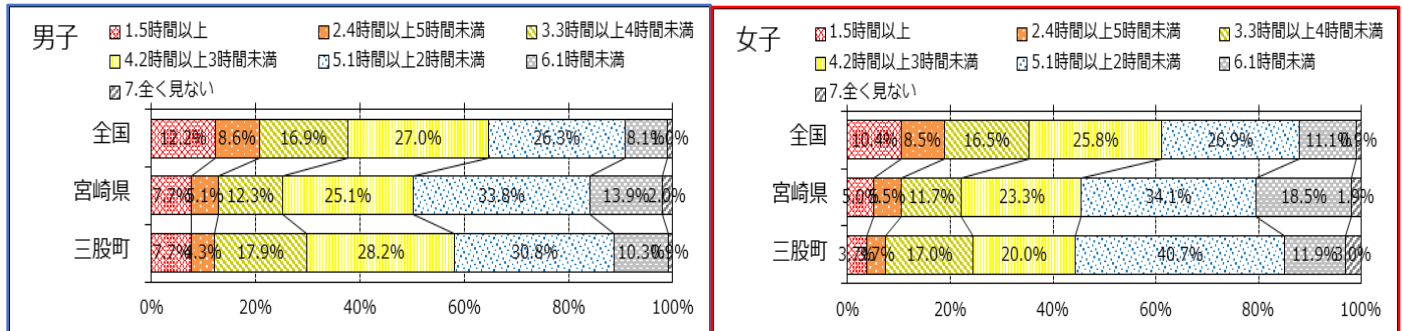 男子
1.5時間以上 2.4時間以上5時間未満 3.3時間以上4時間未満
4.2時間以上3時間未満 5.1時間以上2時間未満 6.1時間未満
7.全く見ない
全国 12.2% 8.6% 16.9% 27.0% 26.3% 8.1% 1.0%
宮崎県 7.7% 5.1% 12.3% 25.1% 33.8% 13.9% 2.0%
三股町 7.7% 4.3% 17.9% 28.2% 30.8% 10.3% 0.9%
0% 20% 40% 60% 80% 100%
女子
1.5時間以上 2.4時間以上5時間未満 3.3時間以上4時間未満
4.2時間以上3時間未満 5.1時間以上2時間未満 6.1時間未満
7.全く見ない
全国 10.4% 8.5% 16.5% 25.8% 26.9% 11.1% 0.9%
宮崎県 5.0% 5.5% 11.7% 23.3% 34.1% 18.5% 1.9%
三股町 3.7% 3.7% 17.0% 20.0% 40.7% 11.9% 3.0%
0% 20% 40% 60% 80% 100%